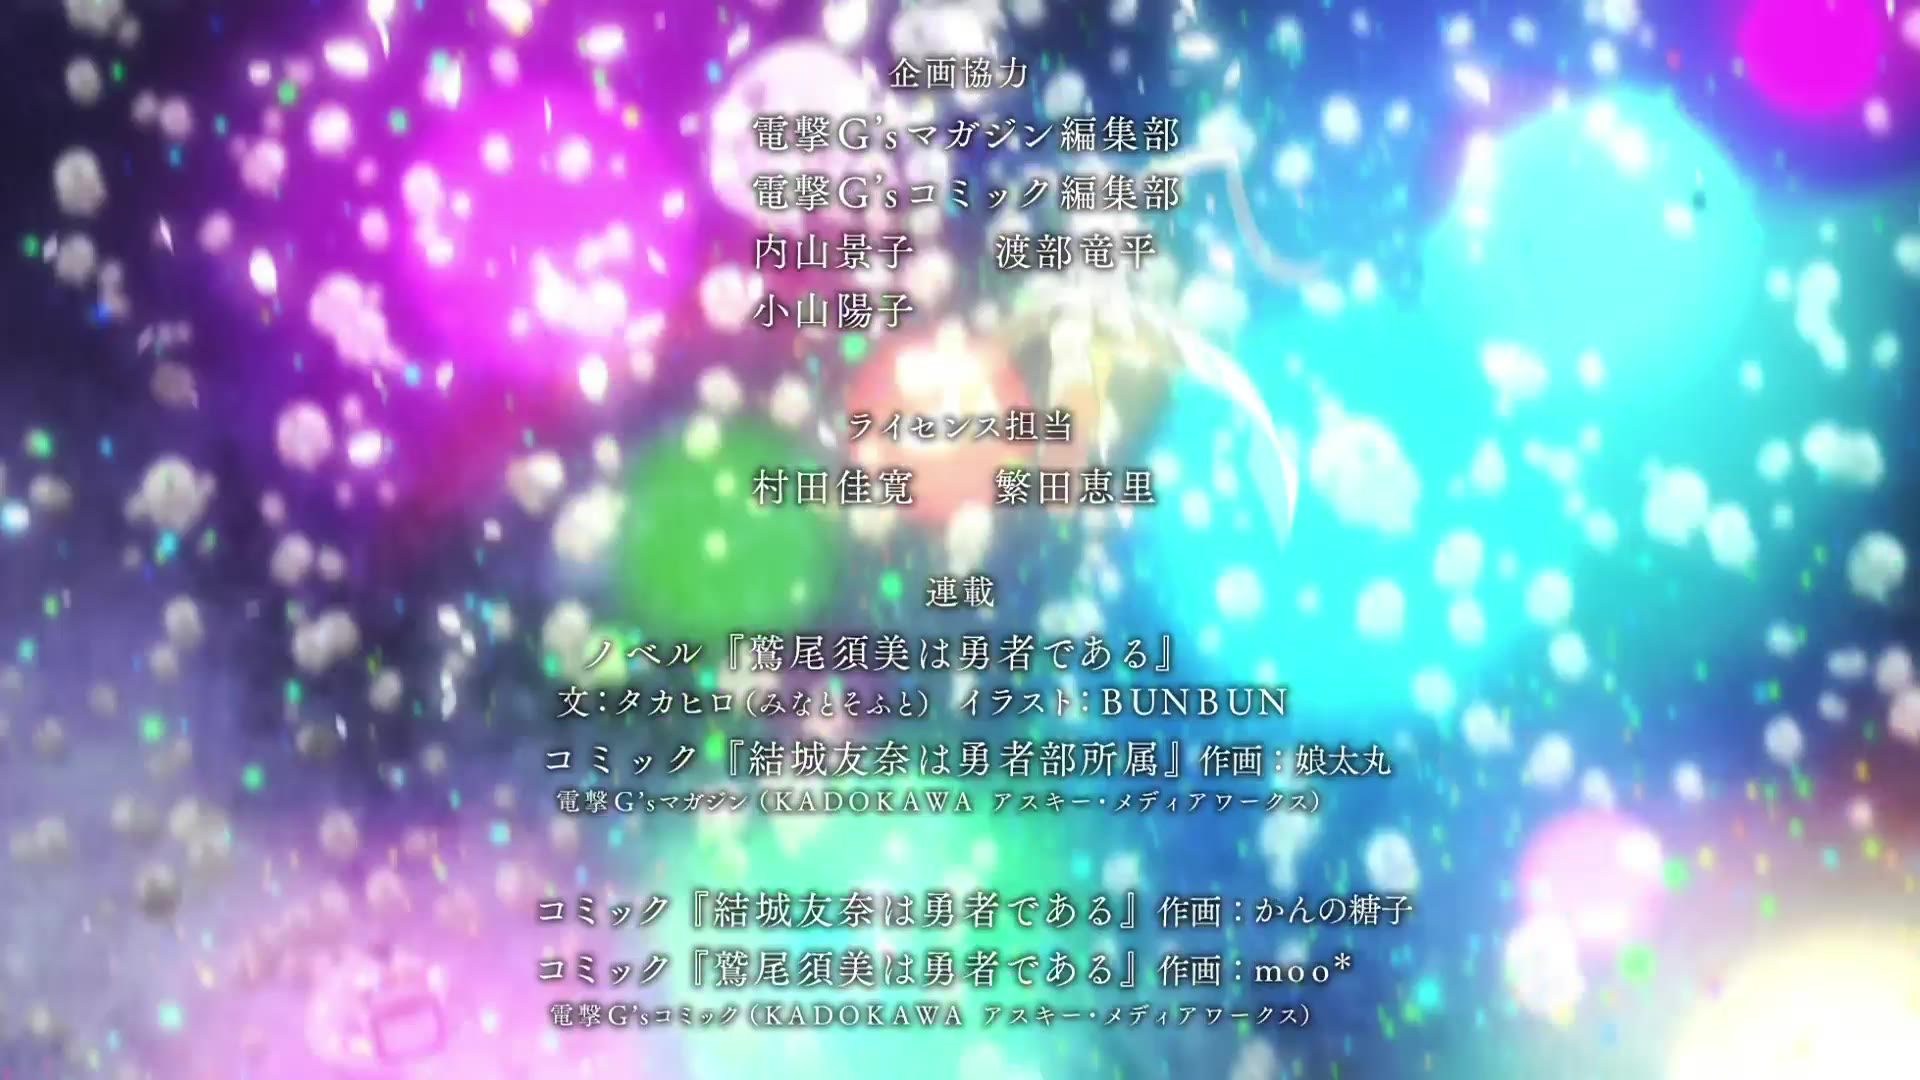 企画協力
電撃G'sマガジン編集部
電撃G'sコミック編集部
内山景子　　渡部竜平
小山陽子
ライセンス担当
村田佳寛　　繁田恵里
連載
ノベル『鷲尾須美は勇者である』
文：タカヒロ（みなとそふと）　イラスト：BUNBUN
コミック『結城友奈は勇者部所属』作画：娘太丸
電撃G'sマガジン（KADOKAWA アスキー・メディアワークス）
コミック『結城友奈は勇者である』作画：かんの糖子
コミック『鷲尾須美は勇者である』作画：moo*
電撃G'sコミック（KADOKAWA アスキー・メディアワークス）